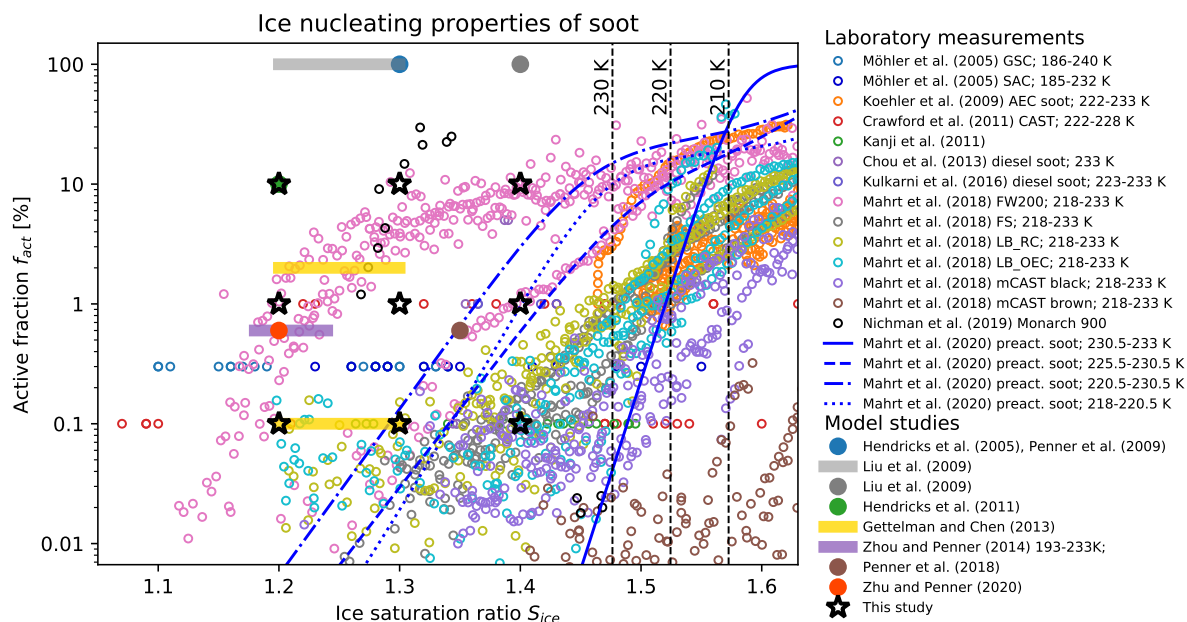 Ice nucleating properties of soot
Active fraction f_act [%]
100
10
1
0.1
0.01
230 K
220 K
210 K
1.1
1.2
1.3
1.4
1.5
1.6
Ice saturation ratio S_ice
Laboratory measurements
Möhler et al. (2005) GSC; 186-240 K
Möhler et al. (2005) SAC; 185-232 K
Koehler et al. (2009) AEC soot; 222-233 K
Crawford et al. (2011) CAST; 222-228 K
Kanji et al. (2011)
Chou et al. (2013) diesel soot; 233 K
Kulkarni et al. (2016) diesel soot; 223-233 K
Mahrt et al. (2018) FW200; 218-233 K
Mahrt et al. (2018) FS; 218-233 K
Mahrt et al. (2018) LB_RC; 218-233 K
Mahrt et al. (2018) LB_OEC; 218-233 K
Mahrt et al. (2018) mCAST black; 218-233 K
Mahrt et al. (2018) mCAST brown; 218-233 K
Nichman et al. (2019) Monarch 900
Mahrt et al. (2020) preact. soot; 230.5-233 K
Mahrt et al. (2020) preact. soot; 225.5-230.5 K
Mahrt et al. (2020) preact. soot; 220.5-230.5 K
Mahrt et al. (2020) preact. soot; 218-220.5 K
Model studies
Hendricks et al. (2005), Penner et al. (2009)
Liu et al. (2009)
Liu et al. (2009)
Hendricks et al. (2011)
Gettelman and Chen (2013)
Zhou and Penner (2014) 193-233K;
Penner et al. (2018)
Zhu and Penner (2020)
This study